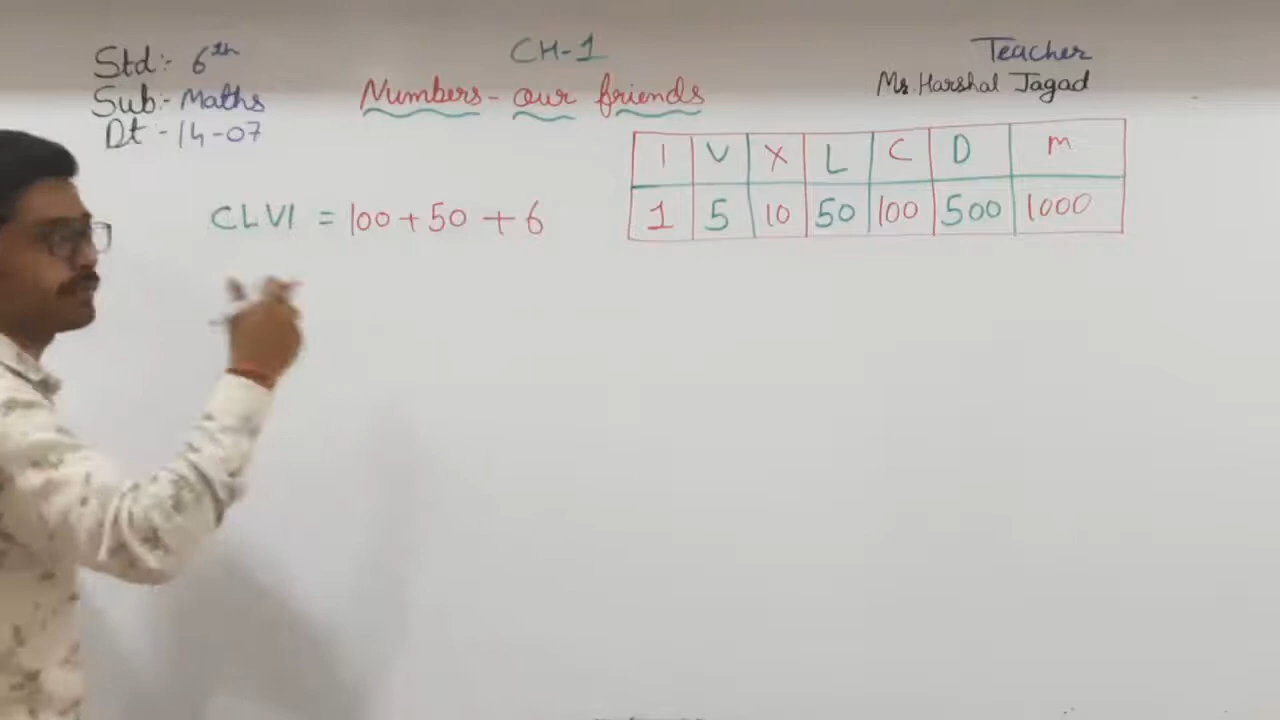 Std:- 6th
Sub:- Maths
Dt:- 14-07
CH-1
Numbers- our friends
Teacher
Mr. Harshal Jagad
CLVI = 100 + 50 + 6
I V X L C D m
1 5 10 50 100 500 1000